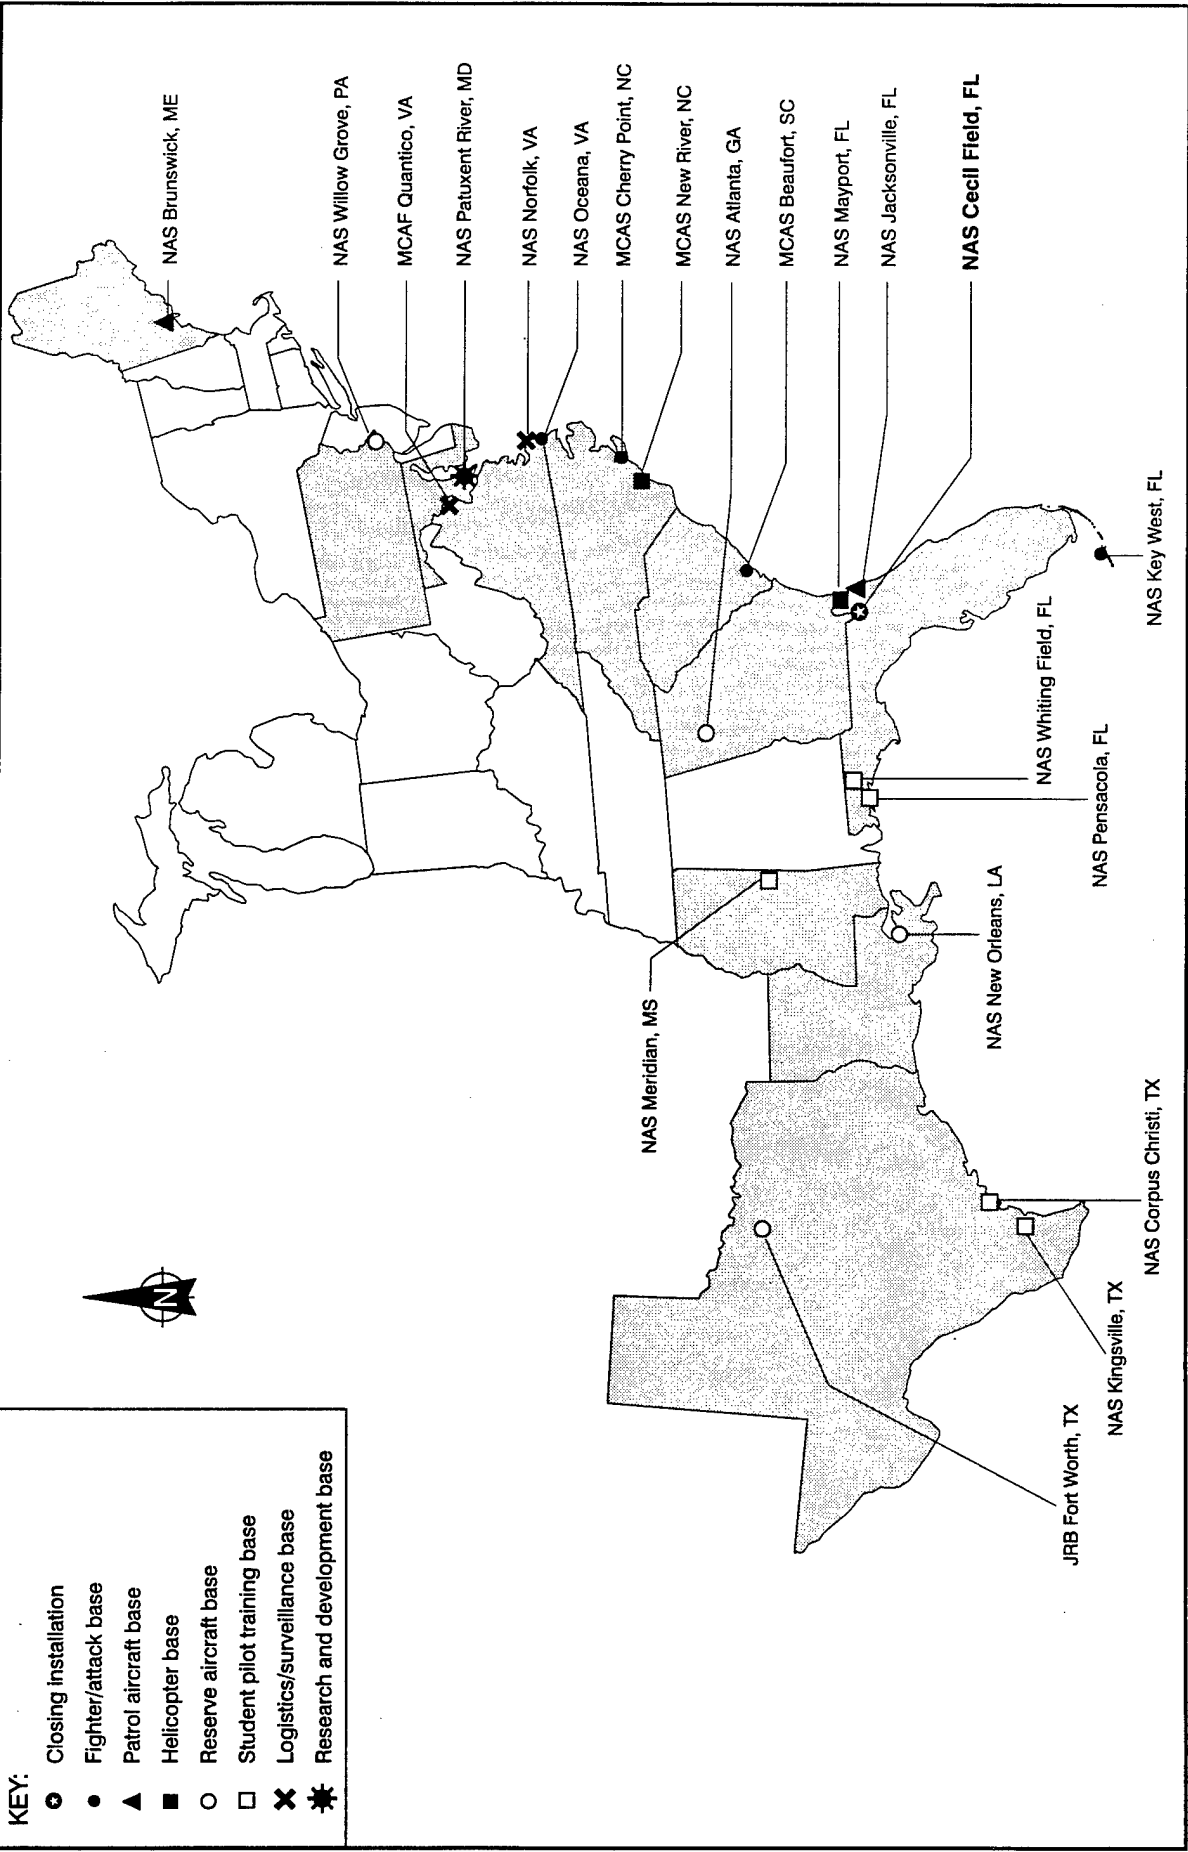 KEY:
Closing installation
Fighter/attack base
Patrol aircraft base
Helicopter base
Reserve aircraft base
Student pilot training base
Logistics/surveillance base
Research and development base
N
NAS Brunswick, ME
NAS Willow Grove, PA
MCAF Quantico, VA
NAS Patuxent River, MD
NAS Norfolk, VA
NAS Oceana, VA
MCAS Cherry Point, NC
MCAS New River, NC
NAS Atlanta, GA
MCAS Beaufort, SC
NAS Mayport, FL
NAS Jacksonville, FL
NAS Cecil Field, FL
NAS Meridian, MS
NAS Key West, FL
NAS Whiting Field, FL
NAS Pensacola, FL
NAS New Orleans, LA
NAS Corpus Christi, TX
NAS Kingsville, TX
JRB Fort Worth, TX